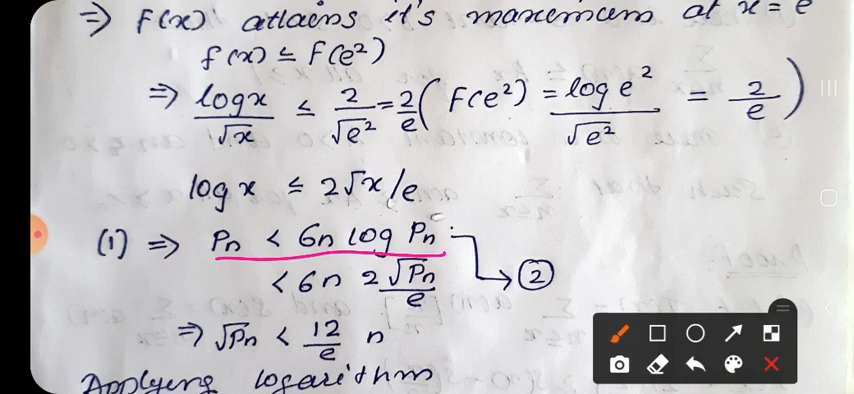 ⇒ F(x) attains it's maximum at x = e
f(x) ≤ F(e²)
⇒ log x / √x ≤ 2/√e² = 2/e ( F(e²) = log e² / √e² = 2/e )
log x ≤ 2√x/e
(1) ⇒ Pn < 6n log Pn
< 6n 2√Pn/e → ②
⇒ √Pn < 12/e n
Applying logarithm